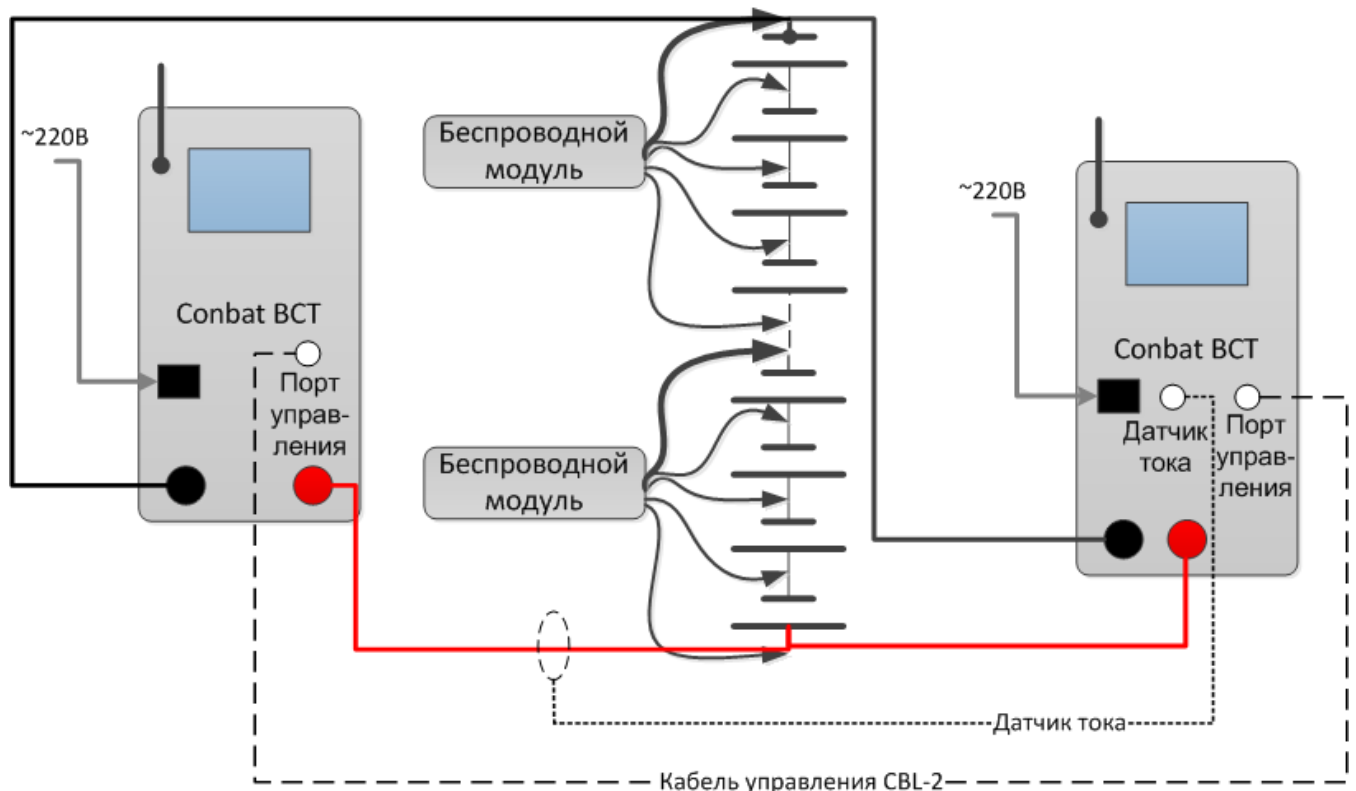 ~220В
Conbat BCT
Порт
управ-
ления
Беспроводной
модуль
Беспроводной
модуль
~220В
Conbat BCT
Датчик
тока
Порт
управ-
ления
Датчик тока
Кабель управления CBL-2